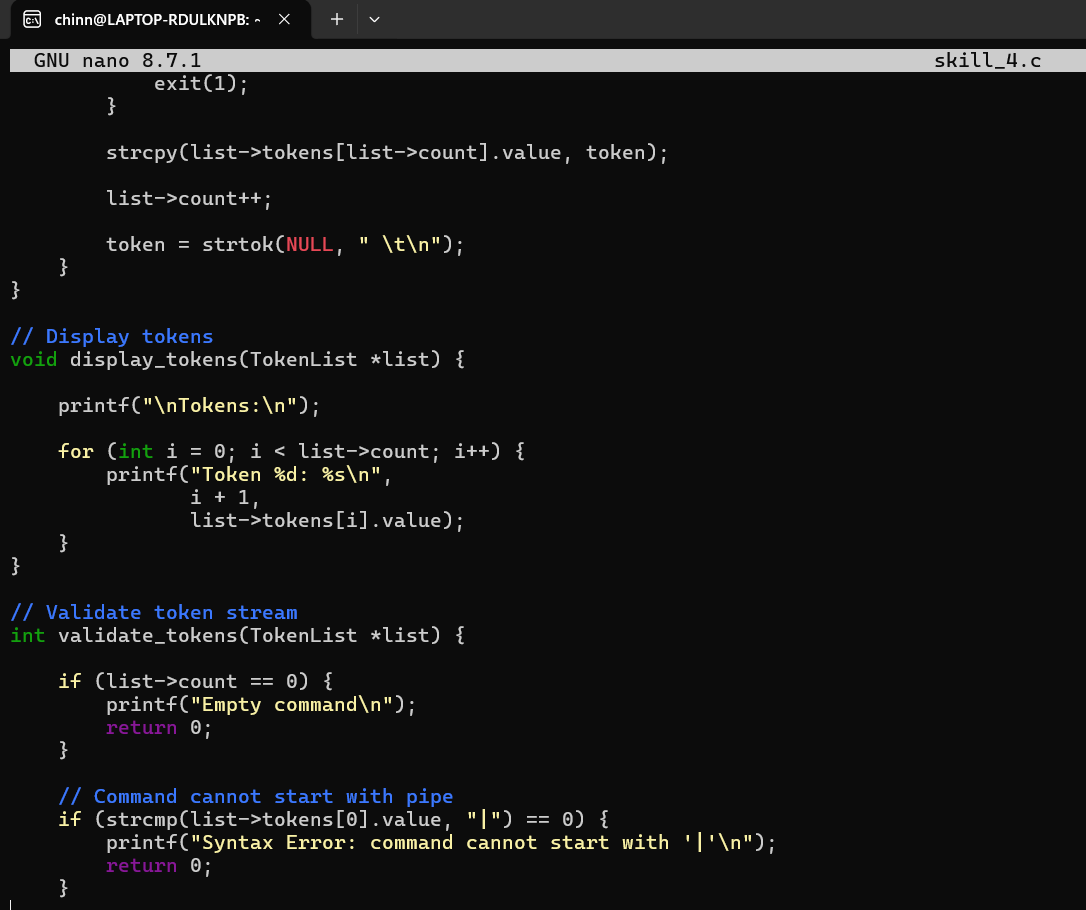 chinn@LAPTOP-RDULKNPB: ~
GNU nano 8.7.1 skill_4.c
exit(1);
}
strcpy(list->tokens[list->count].value, token);
list->count++;
token = strtok(NULL, " \t\n");
}
}
// Display tokens
void display_tokens(TokenList *list) {
printf("\nTokens:\n");
for (int i = 0; i < list->count; i++) {
printf("Token %d: %s\n",
i + 1,
list->tokens[i].value);
}
}
// Validate token stream
int validate_tokens(TokenList *list) {
if (list->count == 0) {
printf("Empty command\n");
return 0;
}
// Command cannot start with pipe
if (strcmp(list->tokens[0].value, "|") == 0) {
printf("Syntax Error: command cannot start with '|'\n");
return 0;
}